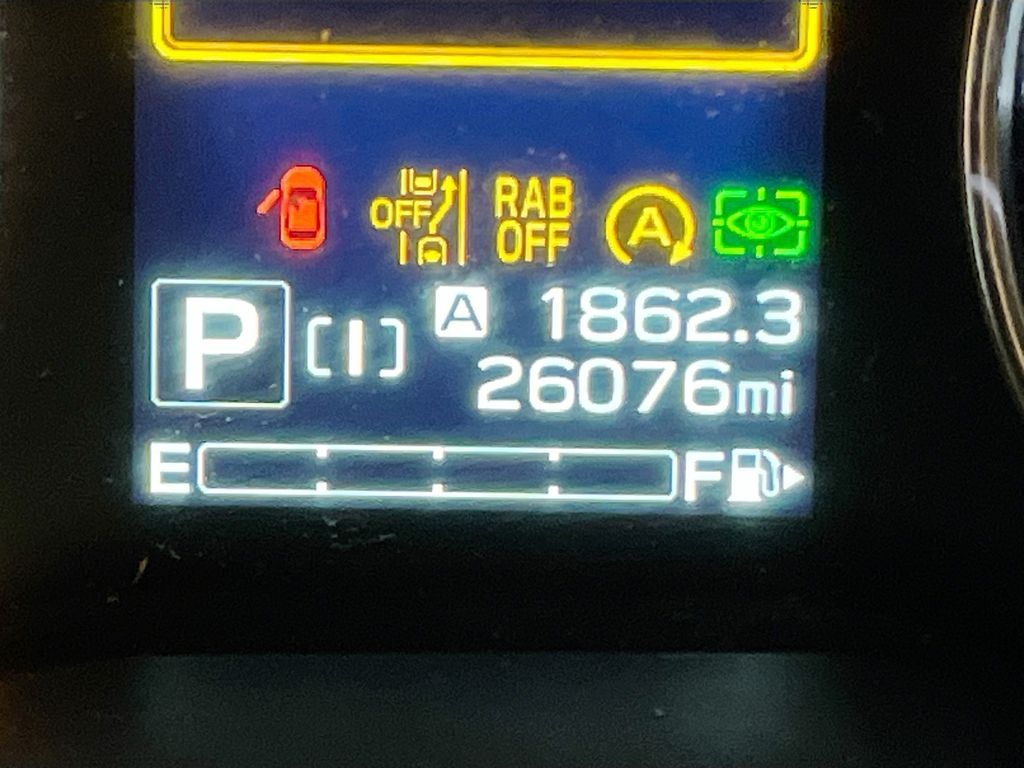 OFF
RAB
OFF
A
P
A 1862.3
26076mi
E F